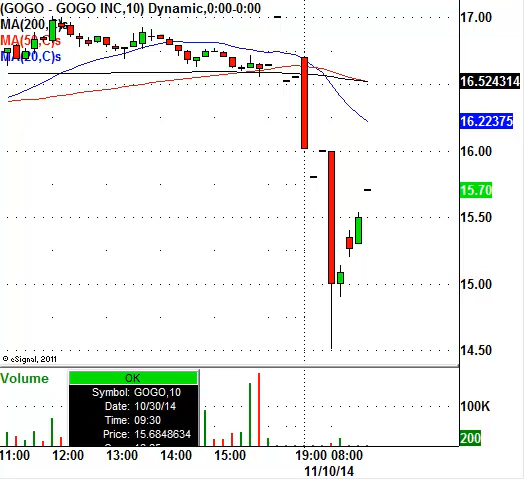 (GOGO - GOGO INC,10) Dynamic,0:00-0:00
MA(200,C)s
MA(50,C)s
MA(20,C)s
17.00
16.524314
16.22375
16.00
15.70
15.50
15.00
14.50
© eSignal, 2011
Volume
OK
Symbol: GOGO,10
Date: 10/30/14
Time: 09:30
Price: 15.6848634
100K
200
11:00 12:00 13:00 14:00 15:00 19:00 08:00
11/10/14